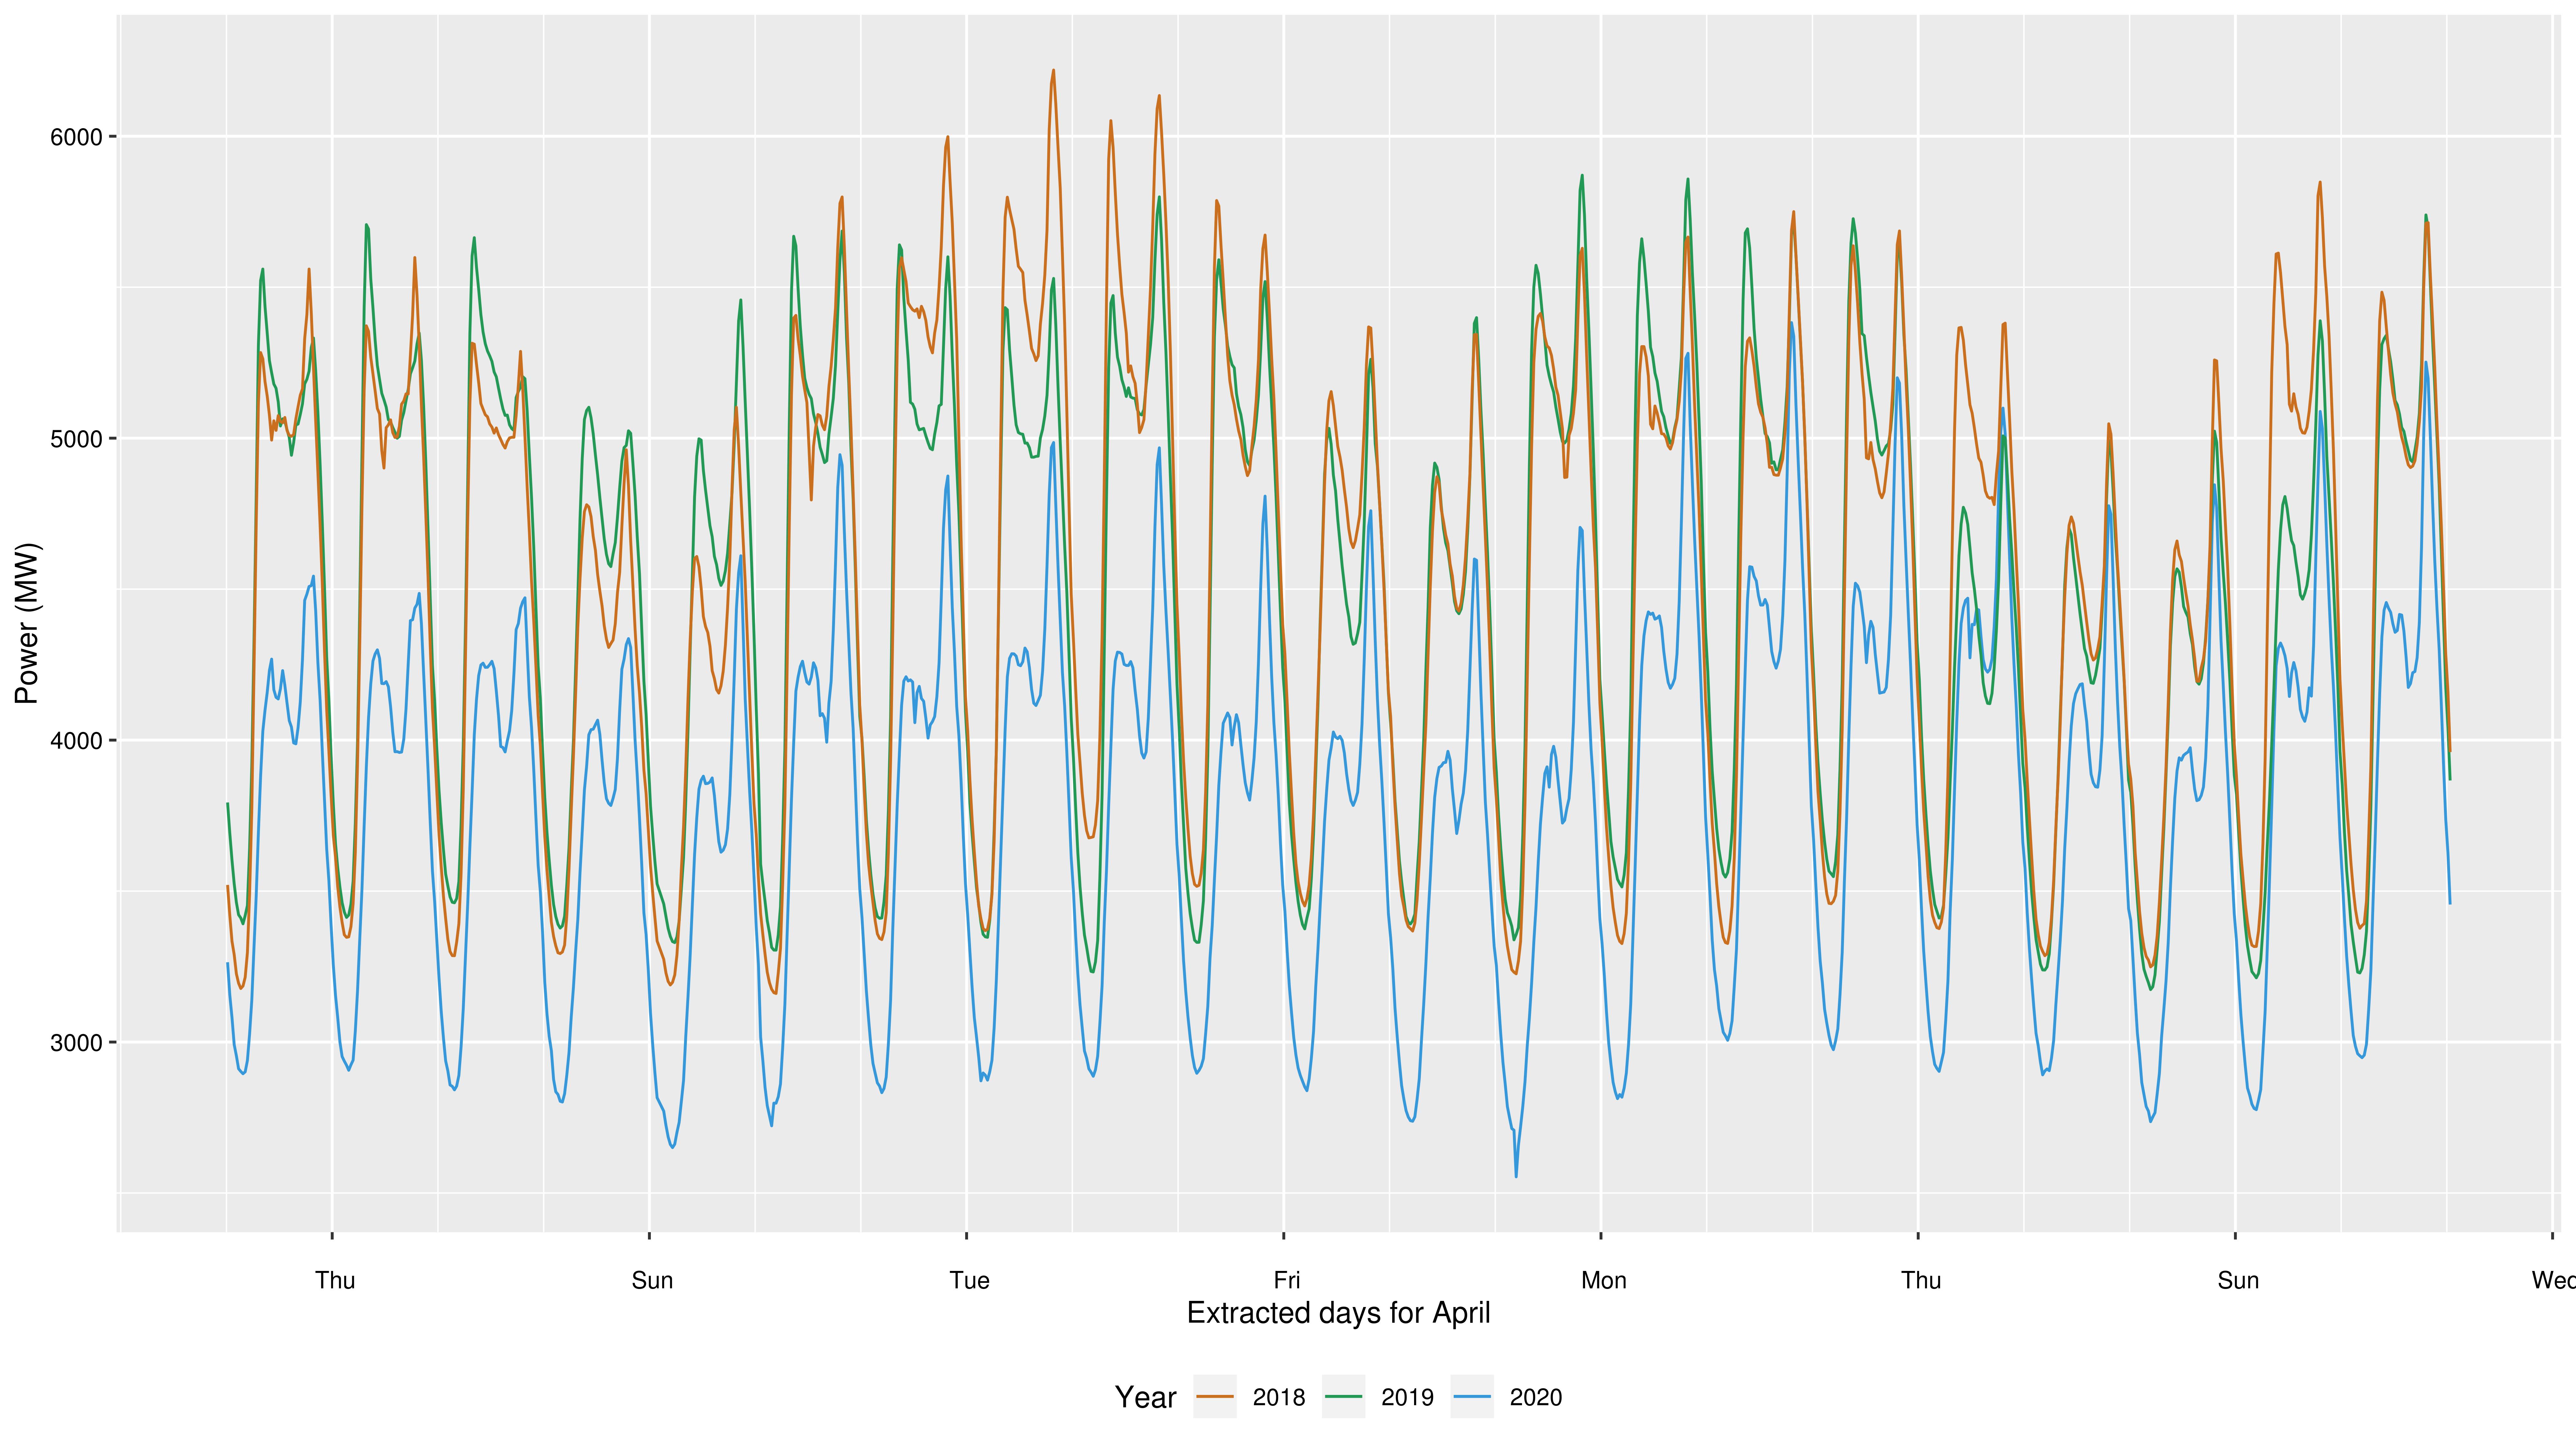 6000
5000
4000
3000
Power (MW)
Thu Sun Tue Fri Mon Thu Sun Wed
Extracted days for April
Year 2018 2019 2020